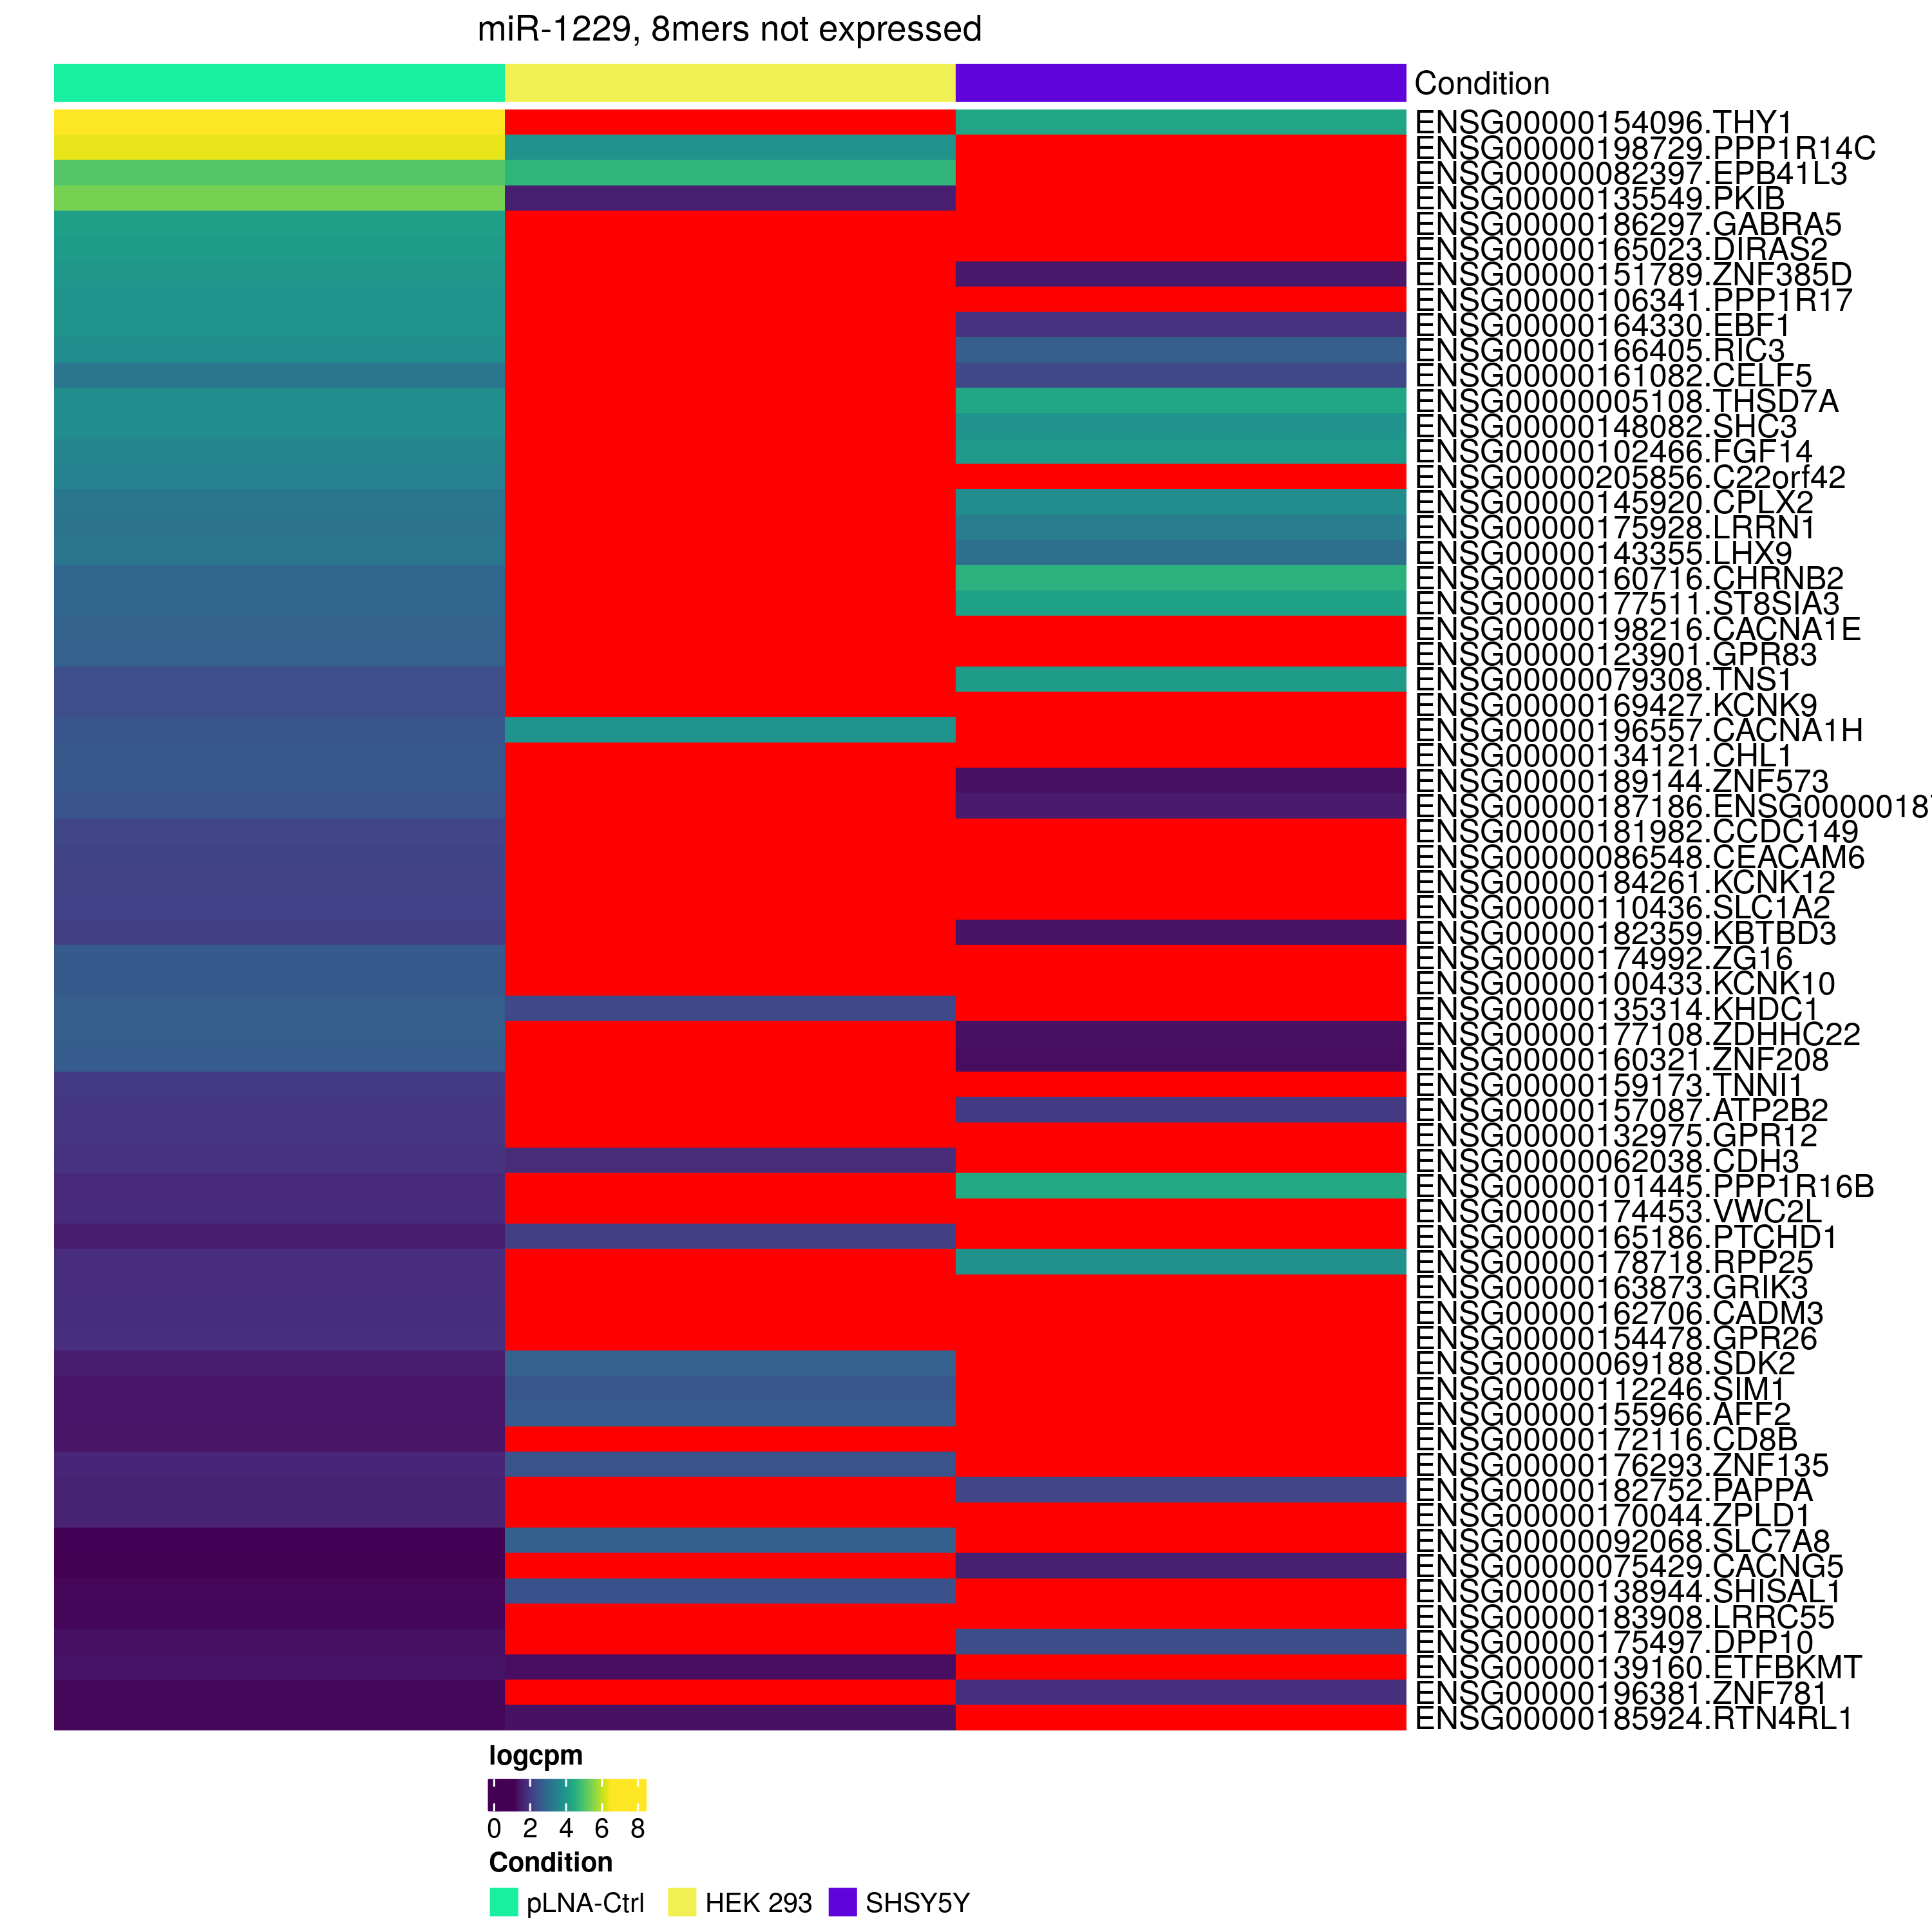 miR-1229, 8mers not expressed
Condition
ENSG00000154096.THY1
ENSG00000198729.PPP1R14C
ENSG00000082397.EPB41L3
ENSG00000135549.PKIB
ENSG00000186297.GABRA5
ENSG00000165023.DIRAS2
ENSG00000151789.ZNF385D
ENSG00000106341.PPP1R17
ENSG00000164330.EBF1
ENSG00000166405.RIC3
ENSG00000161082.CELF5
ENSG00000005108.THSD7A
ENSG00000148082.SHC3
ENSG00000102466.FGF14
ENSG00000205856.C22orf42
ENSG00000145920.CPLX2
ENSG00000175928.LRRN1
ENSG00000143355.LHX9
ENSG00000160716.CHRNB2
ENSG00000177511.ST8SIA3
ENSG00000198216.CACNA1E
ENSG00000123901.GPR83
ENSG00000079308.TNS1
ENSG00000169427.KCNK9
ENSG00000196557.CACNA1H
ENSG00000134121.CHL1
ENSG00000189144.ZNF573
ENSG00000187186.ENSG0000018
ENSG00000181982.CCDC149
ENSG00000086548.CEACAM6
ENSG00000184261.KCNK12
ENSG00000110436.SLC1A2
ENSG00000182359.KBTBD3
ENSG00000174992.ZG16
ENSG00000100433.KCNK10
ENSG00000135314.KHDC1
ENSG00000177108.ZDHHC22
ENSG00000160321.ZNF208
ENSG00000159173.TNNI1
ENSG00000157087.ATP2B2
ENSG00000132975.GPR12
ENSG00000062038.CDH3
ENSG00000101445.PPP1R16B
ENSG00000174453.VWC2L
ENSG00000165186.PTCHD1
ENSG00000178718.RPP25
ENSG00000163873.GRIK3
ENSG00000162706.CADM3
ENSG00000154478.GPR26
ENSG00000069188.SDK2
ENSG00000112246.SIM1
ENSG00000155966.AFF2
ENSG00000172116.CD8B
ENSG00000176293.ZNF135
ENSG00000182752.PAPPA
ENSG00000170044.ZPLD1
ENSG00000092068.SLC7A8
ENSG00000075429.CACNG5
ENSG00000138944.SHISAL1
ENSG00000183908.LRRC55
ENSG00000175497.DPP10
ENSG00000139160.ETFBKMT
ENSG00000196381.ZNF781
ENSG00000185924.RTN4RL1
logcpm
0 2 4 6 8
Condition
pLNA-Ctrl HEK 293 SHSY5Y